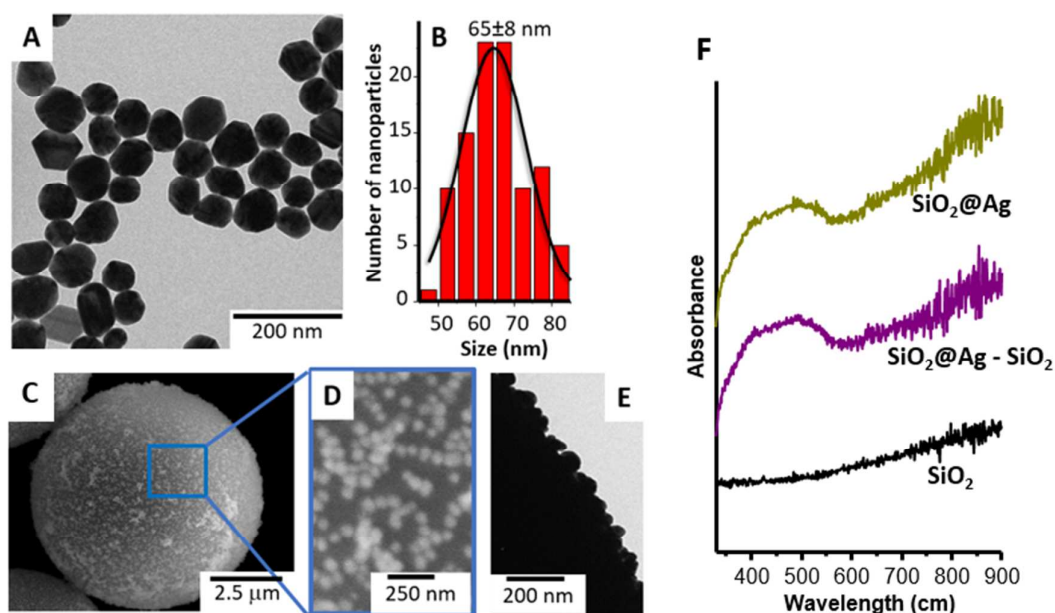 A
200 nm
B
65±8 nm
Number of nanoparticles
20
15
10
5
0
50 60 70 80
Size (nm)
C
2.5 μm
D
250 nm
E
200 nm
F
Absorbance
SiO₂@Ag
SiO₂@Ag - SiO₂
SiO₂
400 500 600 700 800 900
Wavelength (cm)